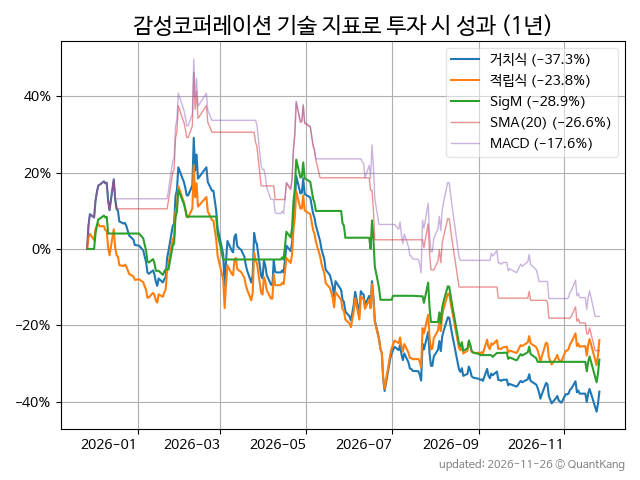 감성코퍼레이션 기술 지표로 투자 시 성과 (1년)
거치식 (−37.3%)
적립식 (−23.8%)
SigM (−28.9%)
SMA(20) (−26.6%)
MACD (−17.6%)
40%
20%
0%
−20%
−40%
2026-01 2026-03 2026-05 2026-07 2026-09 2026-11
updated: 2026-11-26 © QuantKang